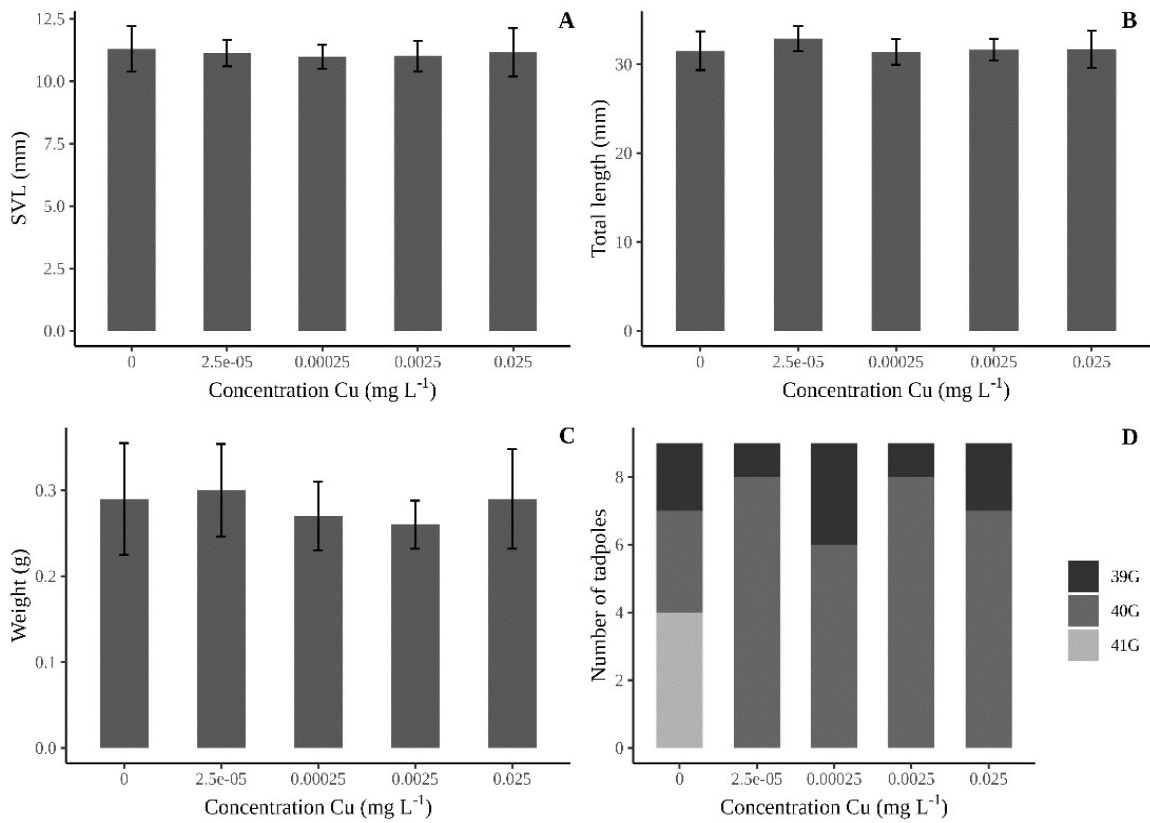 A
12.5
10.0
7.5
5.0
2.5
0.0
SVL (mm)
0 2.5e-05 0.00025 0.0025 0.025
Concentration Cu (mg L-1)
B
30
20
10
0
Total length (mm)
0 2.5e-05 0.00025 0.0025 0.025
Concentration Cu (mg L-1)
C
0.3
0.2
0.1
0.0
Weight (g)
0 2.5e-05 0.00025 0.0025 0.025
Concentration Cu (mg L-1)
D
8
6
4
2
0
Number of tadpoles
0 2.5e-05 0.00025 0.0025 0.025
Concentration Cu (mg L-1)
39G
40G
41G